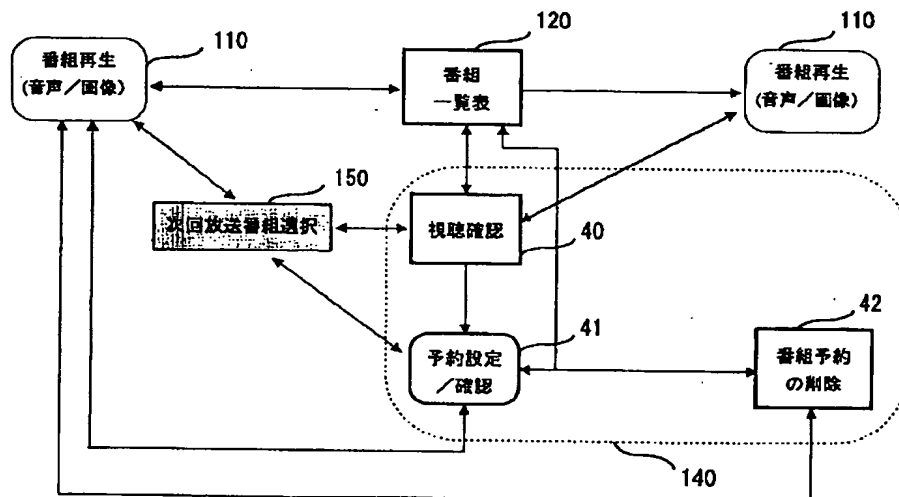 110
番組再生
(音声／画像)
120
番組
一覧表
110
番組再生
(音声／画像)
150
次回放送番組選択
視聴確認
40
41
予約設定
／確認
42
番組予約
の削除
140